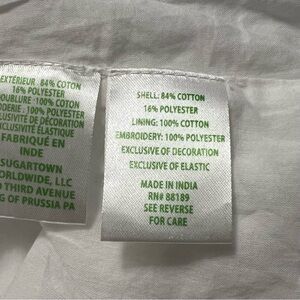 EXTÉRIEUR: 84% COTON
16% POLYESTER
DOUBLURE: 100% COTON
100% POLYESTER
EXCLUSIVITÉ DE DÉCORATION
ÉLASTIQUE
FABRIQUÉ EN
INDE
SUGARTOWN
WORLDWIDE, LLC
THIRD AVENUE
OF PRUSSIA PA
SHELL: 84% COTTON
16% POLYESTER
LINING: 100% COTTON
EMBROIDERY: 100% POLYESTER
EXCLUSIVE OF DECORATION
EXCLUSIVE OF ELASTIC
MADE IN INDIA
RN# 88189
SEE REVERSE
FOR CARE